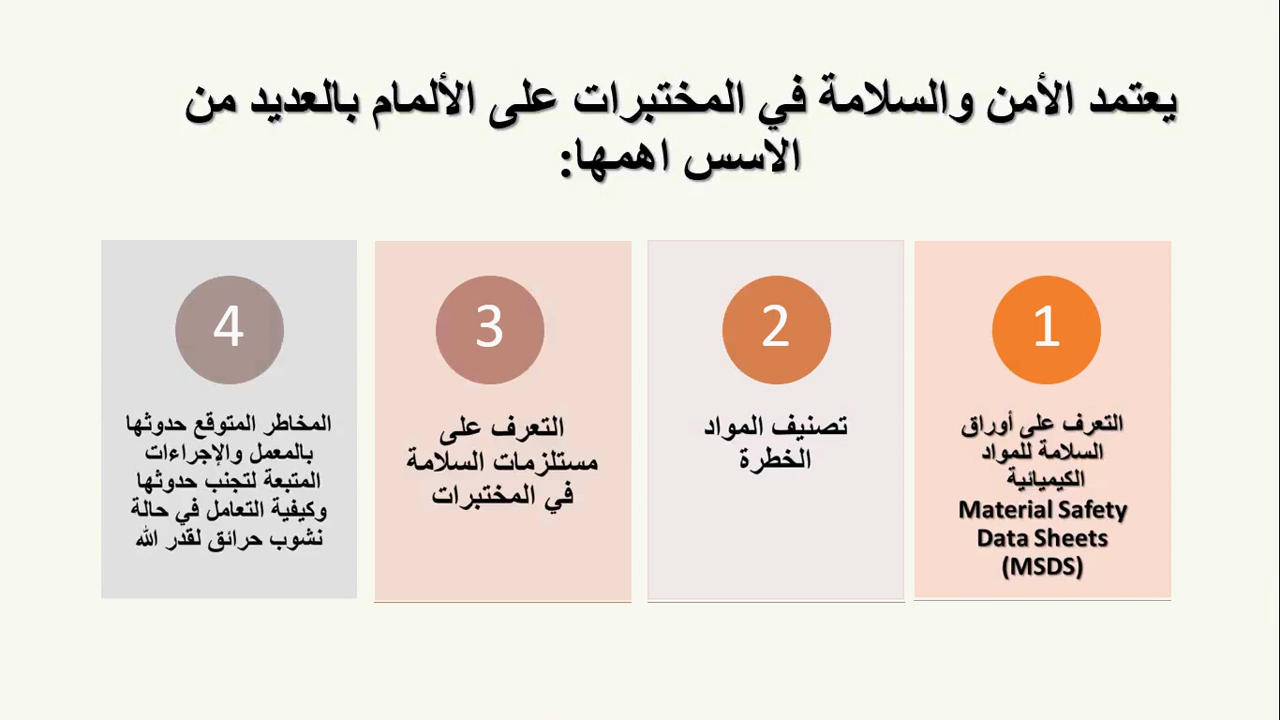 يعتمد الأمن والسلامة في المختبرات على الألمام بالعديد من
الاسس اهمها:
1
التعرف على أوراق
السلامة للمواد
الكيميائية
Material Safety
Data Sheets
(MSDS)
2
تصنيف المواد
الخطرة
3
التعرف على
مستلزمات السلامة
في المختبرات
4
المخاطر المتوقع حدوثها
بالمعمل والإجراءات
المتبعة لتجنب حدوثها
وكيفية التعامل في حالة
نشوب حرائق لقدر الله